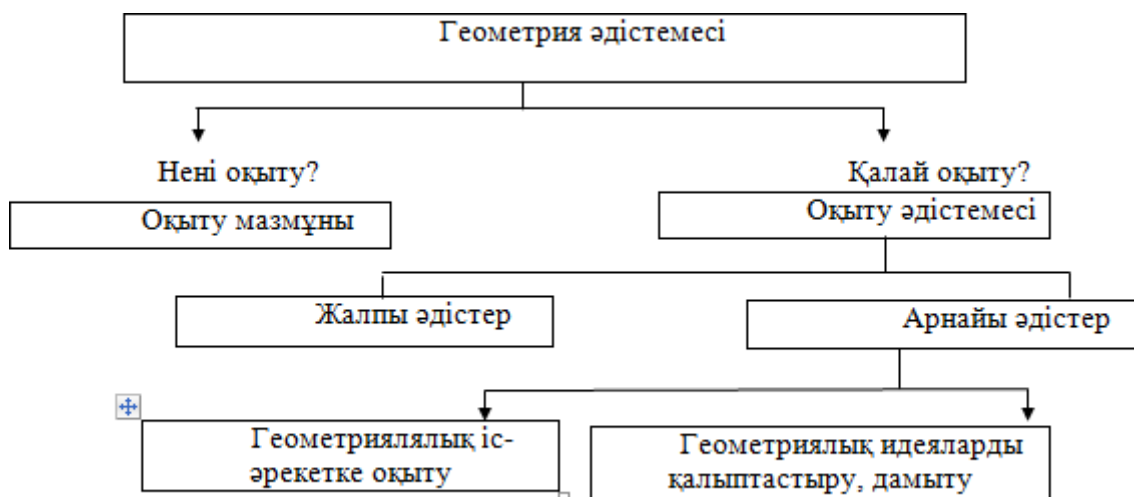 Геометрия әдістемесі
Нені оқыту?
Қалай оқыту?
Оқыту мазмұны
Оқыту әдістемесі
Жалпы әдістер
Арнайы әдістер
Геометриялялық іс-
әрекетке оқыту
Геометриялық идеяларды
қалыптастыру, дамыту